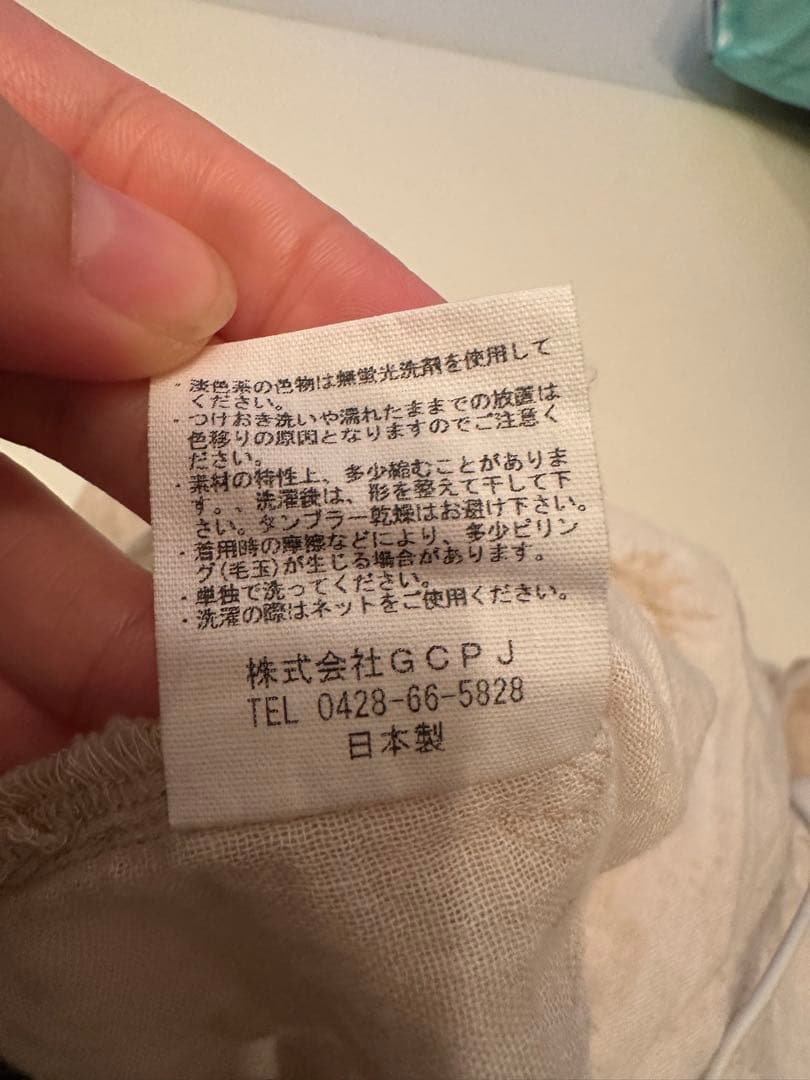 ・淡色系の色物は無蛍光洗剤を使用して
ください。
・つけおき洗いや濡れたままでの放置は
色移りの原因となりますのでご注意く
ださい。
・素材の特性上、多少縮むことがありま
す。、洗濯後は、形を整えて干して下
さい。タンブラー乾燥はお避け下さい。
・着用時の摩擦などにより、多少ピリン
グ(毛玉)が生じる場合があります。
・単独で洗ってください。
・洗濯の際はネットをご使用ください。
株式会社GCPJ
TEL 0428-66-5828
日本製